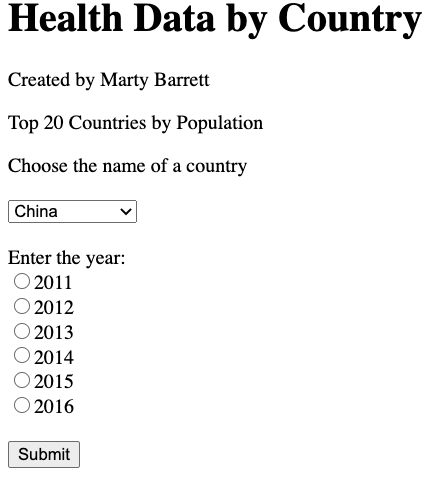 Health Data by Country
Created by Marty Barrett
Top 20 Countries by Population
Choose the name of a country
China
Enter the year:
2011
2012
2013
2014
2015
2016
Submit